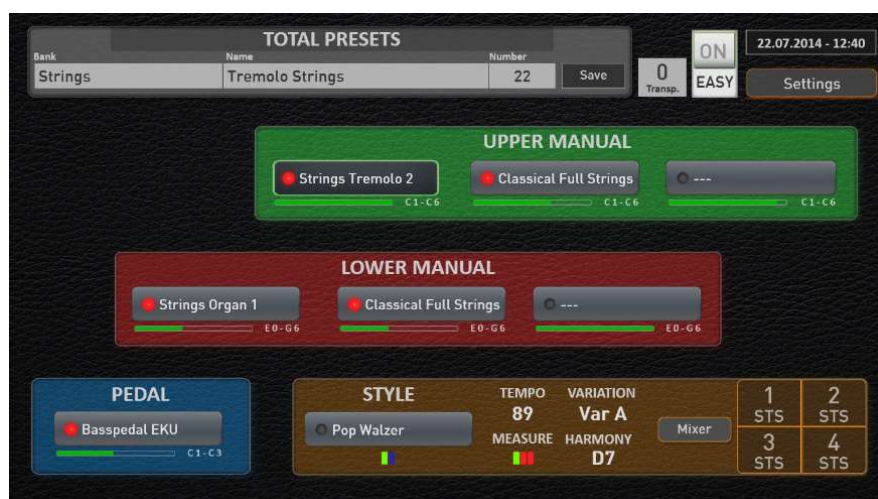 TOTAL PRESETS
Bank Name Number
Strings Tremolo Strings 22 Save
0
Transp.
ON
EASY
22.07.2014 - 12:40
Settings
UPPER MANUAL
Strings Tremolo 2 Classical Full Strings ---
C1-C6 C1-C6 C1-C6
LOWER MANUAL
Strings Organ 1 Classical Full Strings ---
E0-G6 E0-G6 E0-G6
PEDAL
Basspedal EKU
C1-C3
STYLE
Pop Walzer
TEMPO VARIATION
89 Var A
MEASURE HARMONY
D7
Mixer
1 2
STS STS
3 4
STS STS